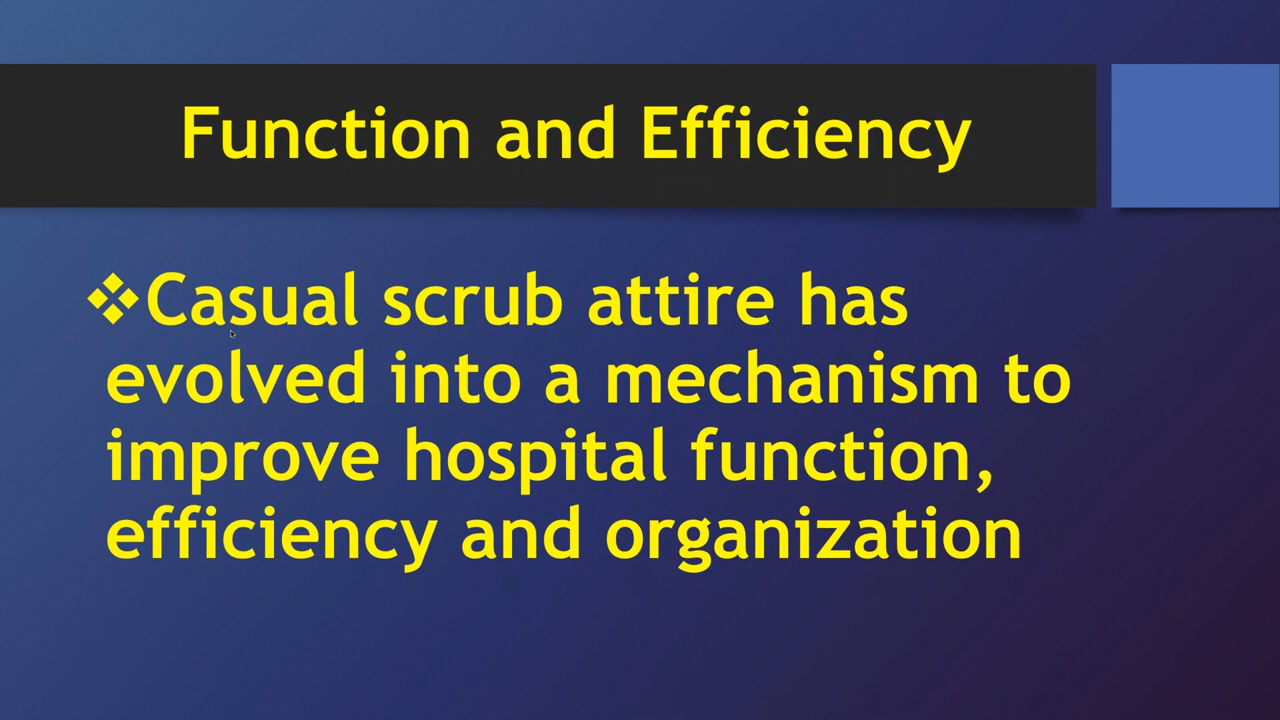 Function and Efficiency
❖Casual scrub attire has
evolved into a mechanism to
improve hospital function,
efficiency and organization